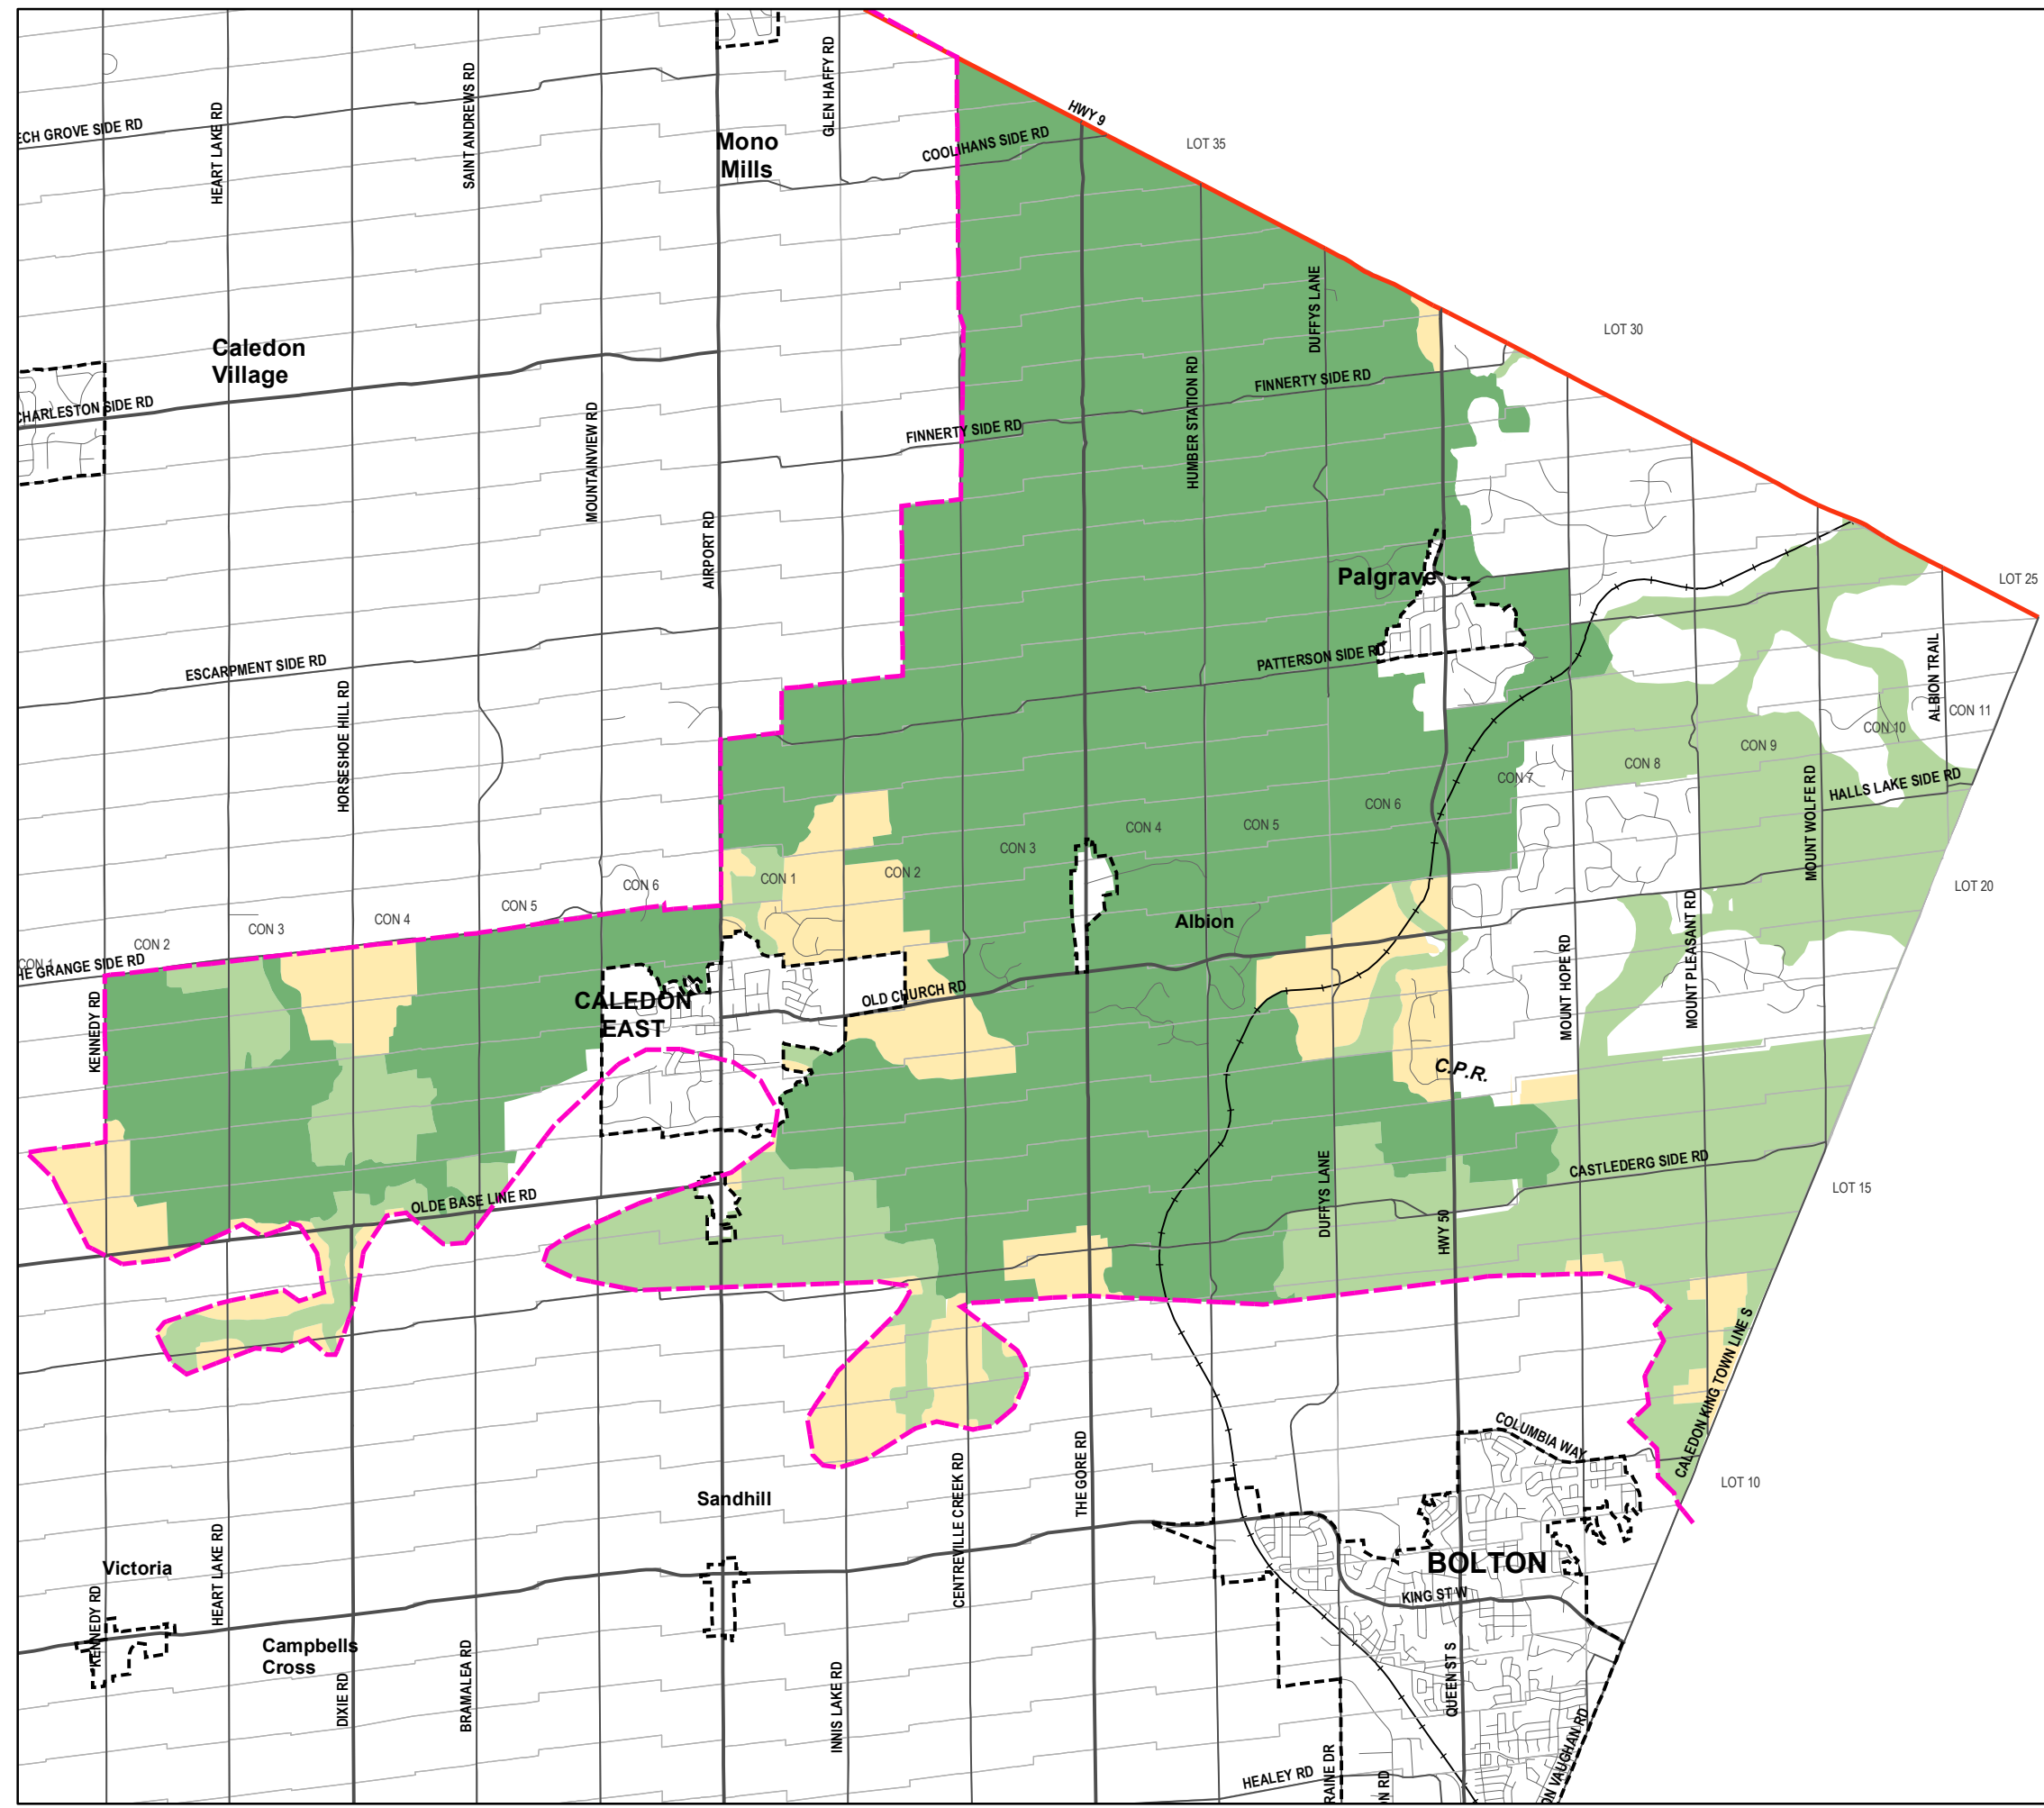 HWY 9
LOT 35
GLEN HAFFY RD
SAINT ANDREWS RD
HEART LAKE RD
ECH GROVE SIDE RD
Mono
Mills
COOLIHANS SIDE RD
DUFFYS LANE
LOT 30
Caledon
Village
CHARLESTON SIDE RD
FINNERTY SIDE RD
HUMBER STATION RD
FINNERTY SIDE RD
MOUNTAINVIEW RD
AIRPORT RD
Palgrave
LOT 25
ESCARPMENT SIDE RD
PATTERSON SIDE RD
ALBION TRAIL
HORSESHOE HILL RD
CON 11
CON 10
CON 9
CON 8
CON 7
HALLS LAKE SIDE RD
MOUNT WOLFE RD
CON 6
CON 5
CON 4
CON 3
CON 2
CON 1
LOT 20
CON 6
CON 5
CON 4
CON 3
CON 2
CON 1
HE GRANGE SIDE RD
Albion
MOUNT PLEASANT RD
MOUNT HOPE RD
KENNEDY RD
CALEDON
EAST
OLD CHURCH RD
C.P.R.
CASTLEDERG SIDE RD
LOT 15
DUFFYS LANE
HWY 50
OLDE BASE LINE RD
CALEDON KING TOWN LINE S
COLUMBIA WAY
LOT 10
Sandhill
CENTREVILLE CREEK RD
THE GORE RD
Victoria
HEART LAKE RD
KENNEDY RD
BOLTON
KING ST W
Campbells
Cross
DIXIE RD
BRAMALEA RD
INNIS LAKE RD
QUEEN ST S
HEALEY RD
RAINE DR
ON RD
ON VAUGHAN RD